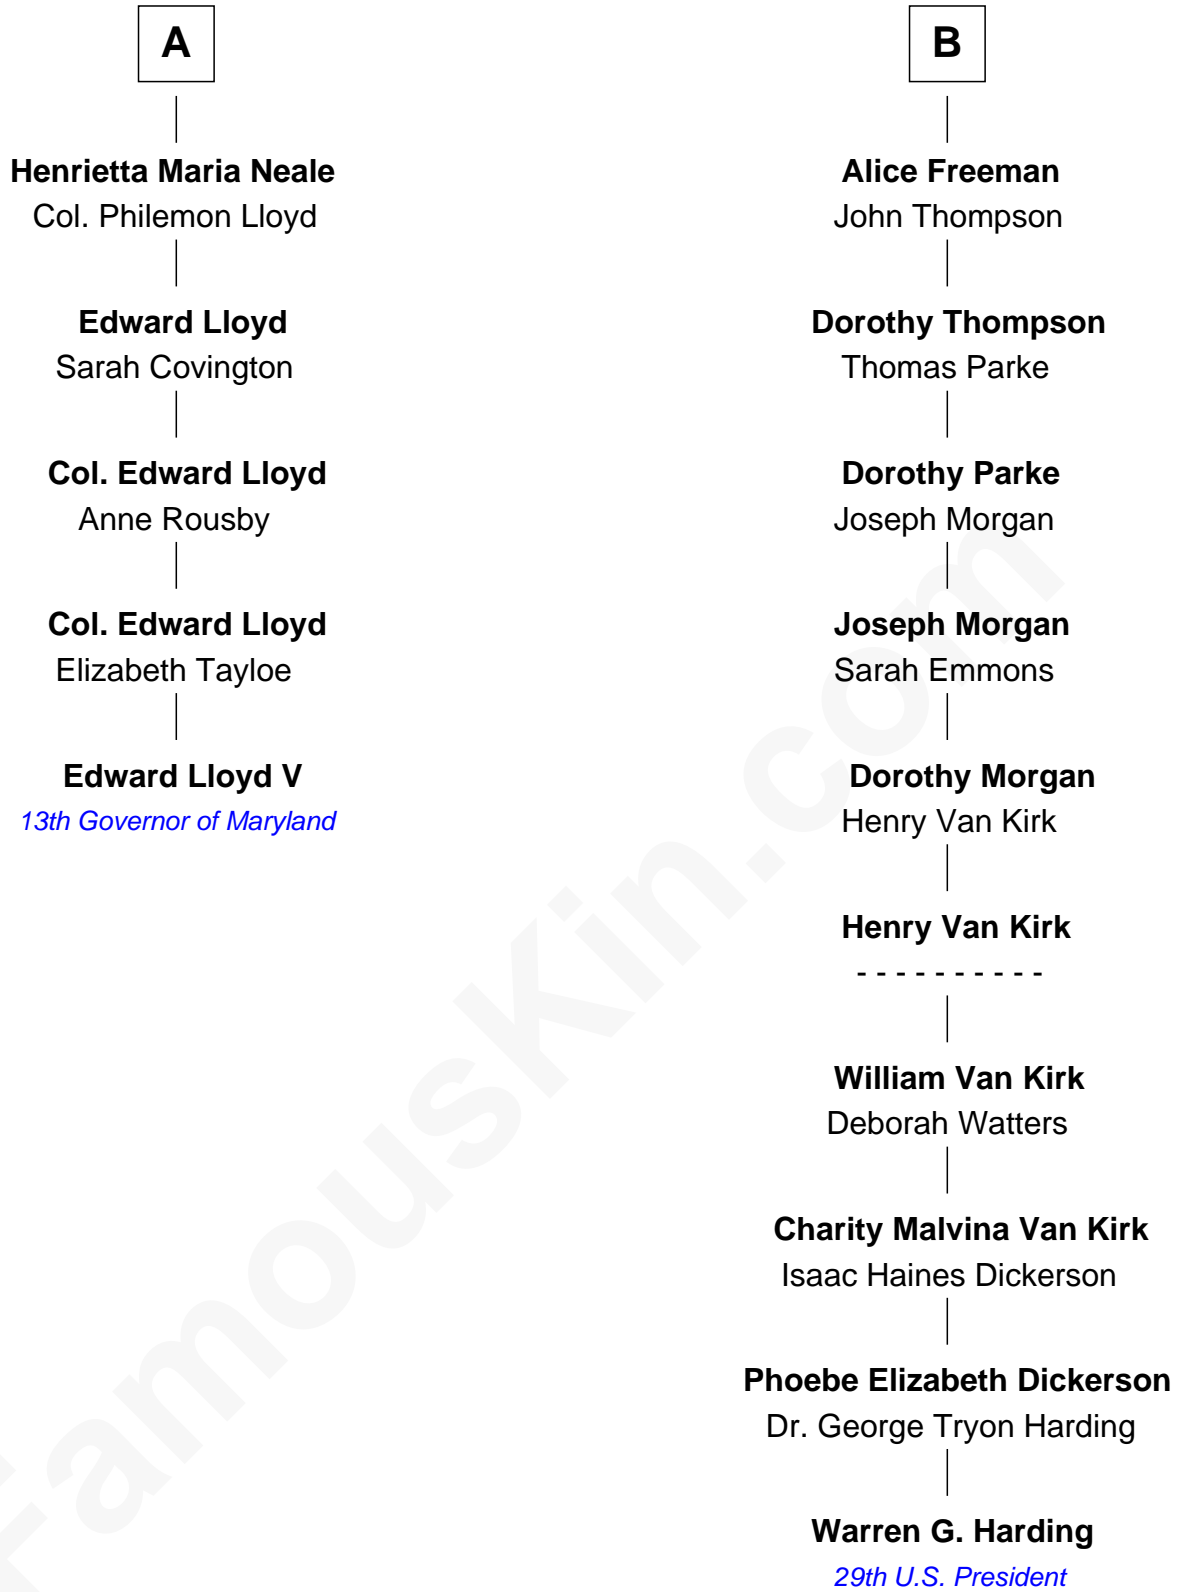 A
Henrietta Maria Neale
Col. Philemon Lloyd
Edward Lloyd
Sarah Covington
Col. Edward Lloyd
Anne Rousby
Col. Edward Lloyd
Elizabeth Tayloe
Edward Lloyd V
13th Governor of Maryland
B
Alice Freeman
John Thompson
Dorothy Thompson
Thomas Parke
Dorothy Parke
Joseph Morgan
Joseph Morgan
Sarah Emmons
Dorothy Morgan
Henry Van Kirk
Henry Van Kirk
- - - - - - - - - -
William Van Kirk
Deborah Watters
Charity Malvina Van Kirk
Isaac Haines Dickerson
Phoebe Elizabeth Dickerson
Dr. George Tryon Harding
Warren G. Harding
29th U.S. President
FamousKin.com